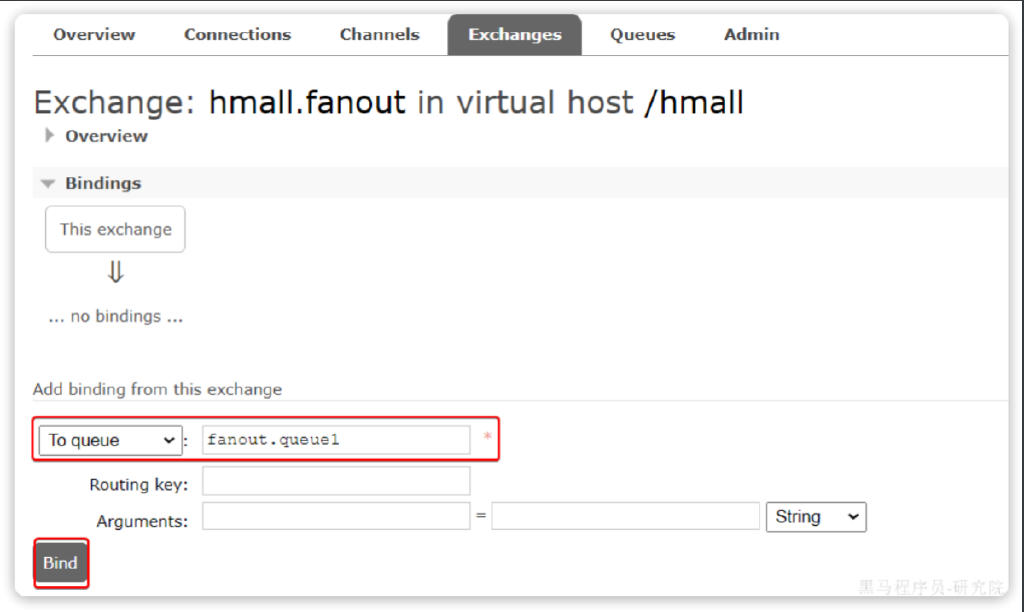 Overview Connections Channels Exchanges Queues Admin
Exchange: hmall.fanout in virtual host /hmall
Overview
Bindings
This exchange
⇓
... no bindings ...
Add binding from this exchange
To queue : fanout.queue1 *
Routing key:
Arguments: = String
Bind
黑马程序员-研究院